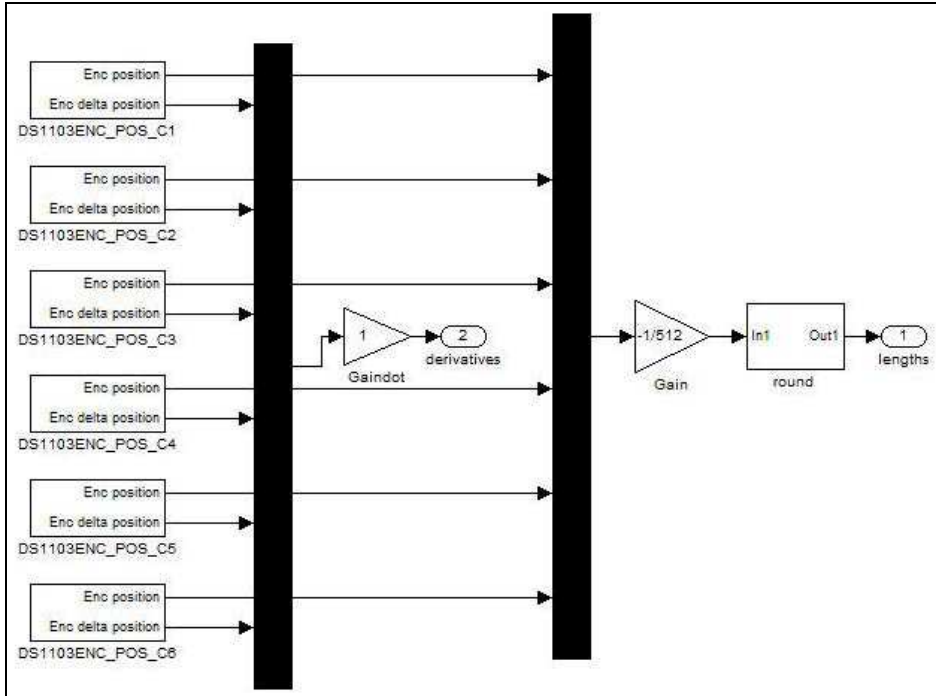 Enc position
Enc delta position
DS1103ENC_POS_C1
Enc position
Enc delta position
DS1103ENC_POS_C2
Enc position
Enc delta position
DS1103ENC_POS_C3
1
Gaindot
2
derivatives
-1/512
Gain
In1 Out1
round
1
lengths
Enc position
Enc delta position
DS1103ENC_POS_C4
Enc position
Enc delta position
DS1103ENC_POS_C5
Enc position
Enc delta position
DS1103ENC_POS_C6